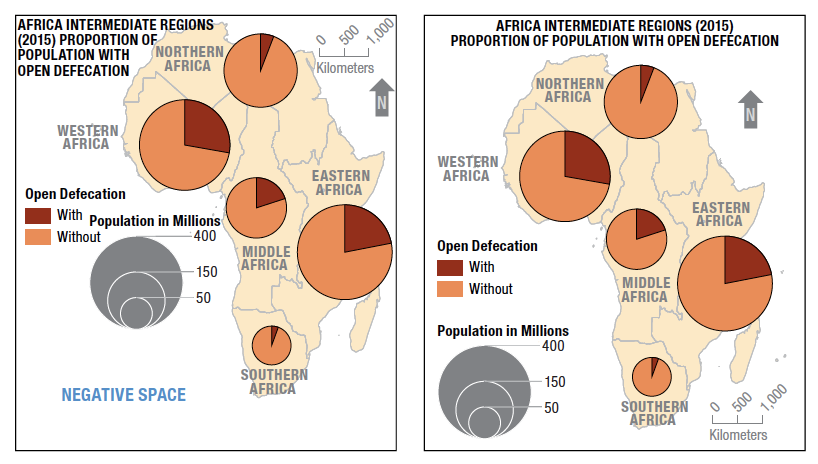 AFRICA INTERMEDIATE REGIONS
(2015) PROPORTION OF
POPULATION WITH
OPEN DEFECATION
NORTHERN
AFRICA
0 500 1,000
Kilometers
N
WESTERN
AFRICA
EASTERN
AFRICA
Open Defecation
With
Without
Population in Millions
400
150
50
MIDDLE
AFRICA
SOUTHERN
AFRICA
NEGATIVE SPACE
AFRICA INTERMEDIATE REGIONS (2015)
PROPORTION OF POPULATION WITH OPEN DEFECATION
NORTHERN
AFRICA
N
WESTERN
AFRICA
EASTERN
AFRICA
Open Defecation
With
Without
MIDDLE
AFRICA
Population in Millions
400
150
50
SOUTHERN
AFRICA
0 500 1,000
Kilometers